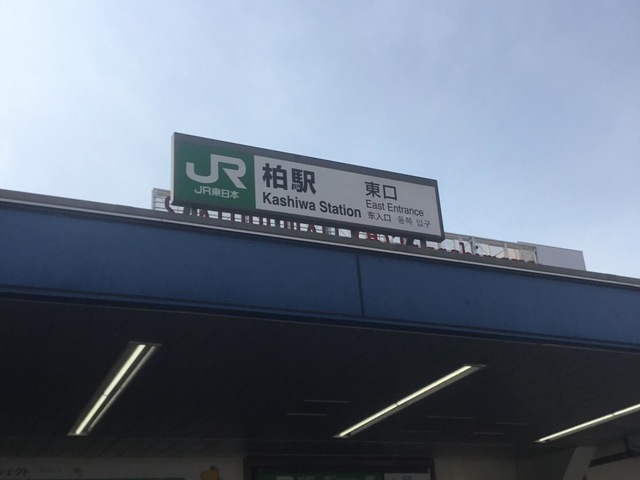 JR
JR東日本
柏駅
Kashiwa Station
東口
East Entrance
东入口 동쪽 입구